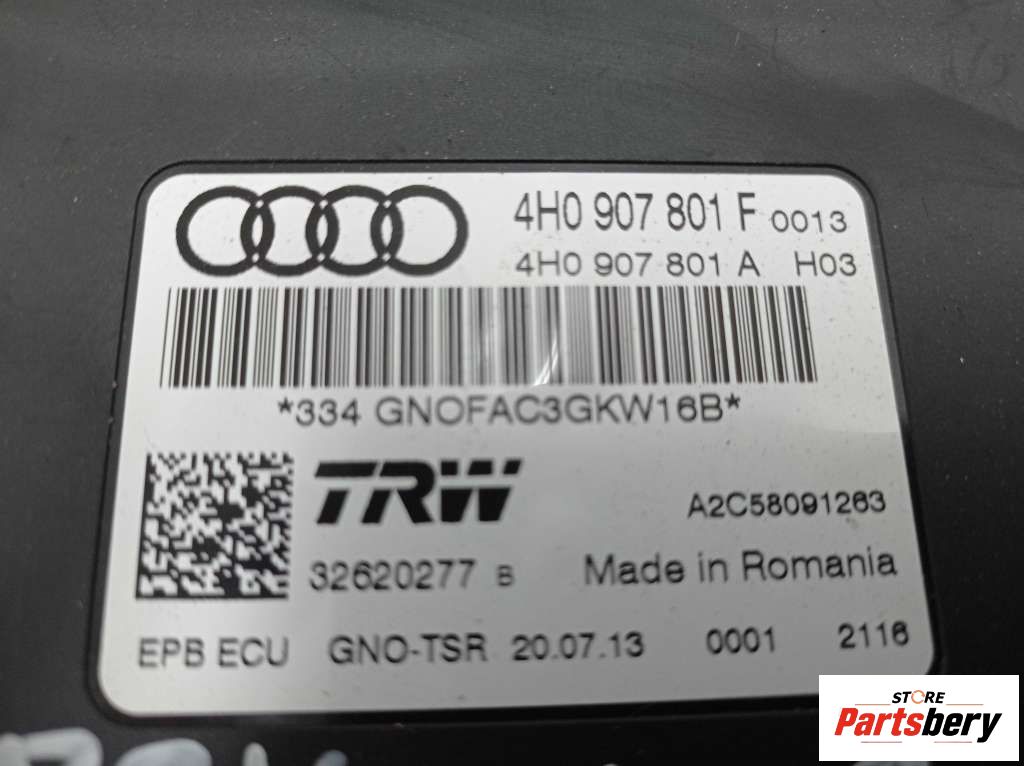 4H0 907 801 F 0013
4H0 907 801 A H03
*334 GNOFAC3GKW16B*
TRW
A2C58091263
32620277 B Made in Romania
EPB ECU GNO-TSR 20.07.13 0001 2116
STORE
Partsbery